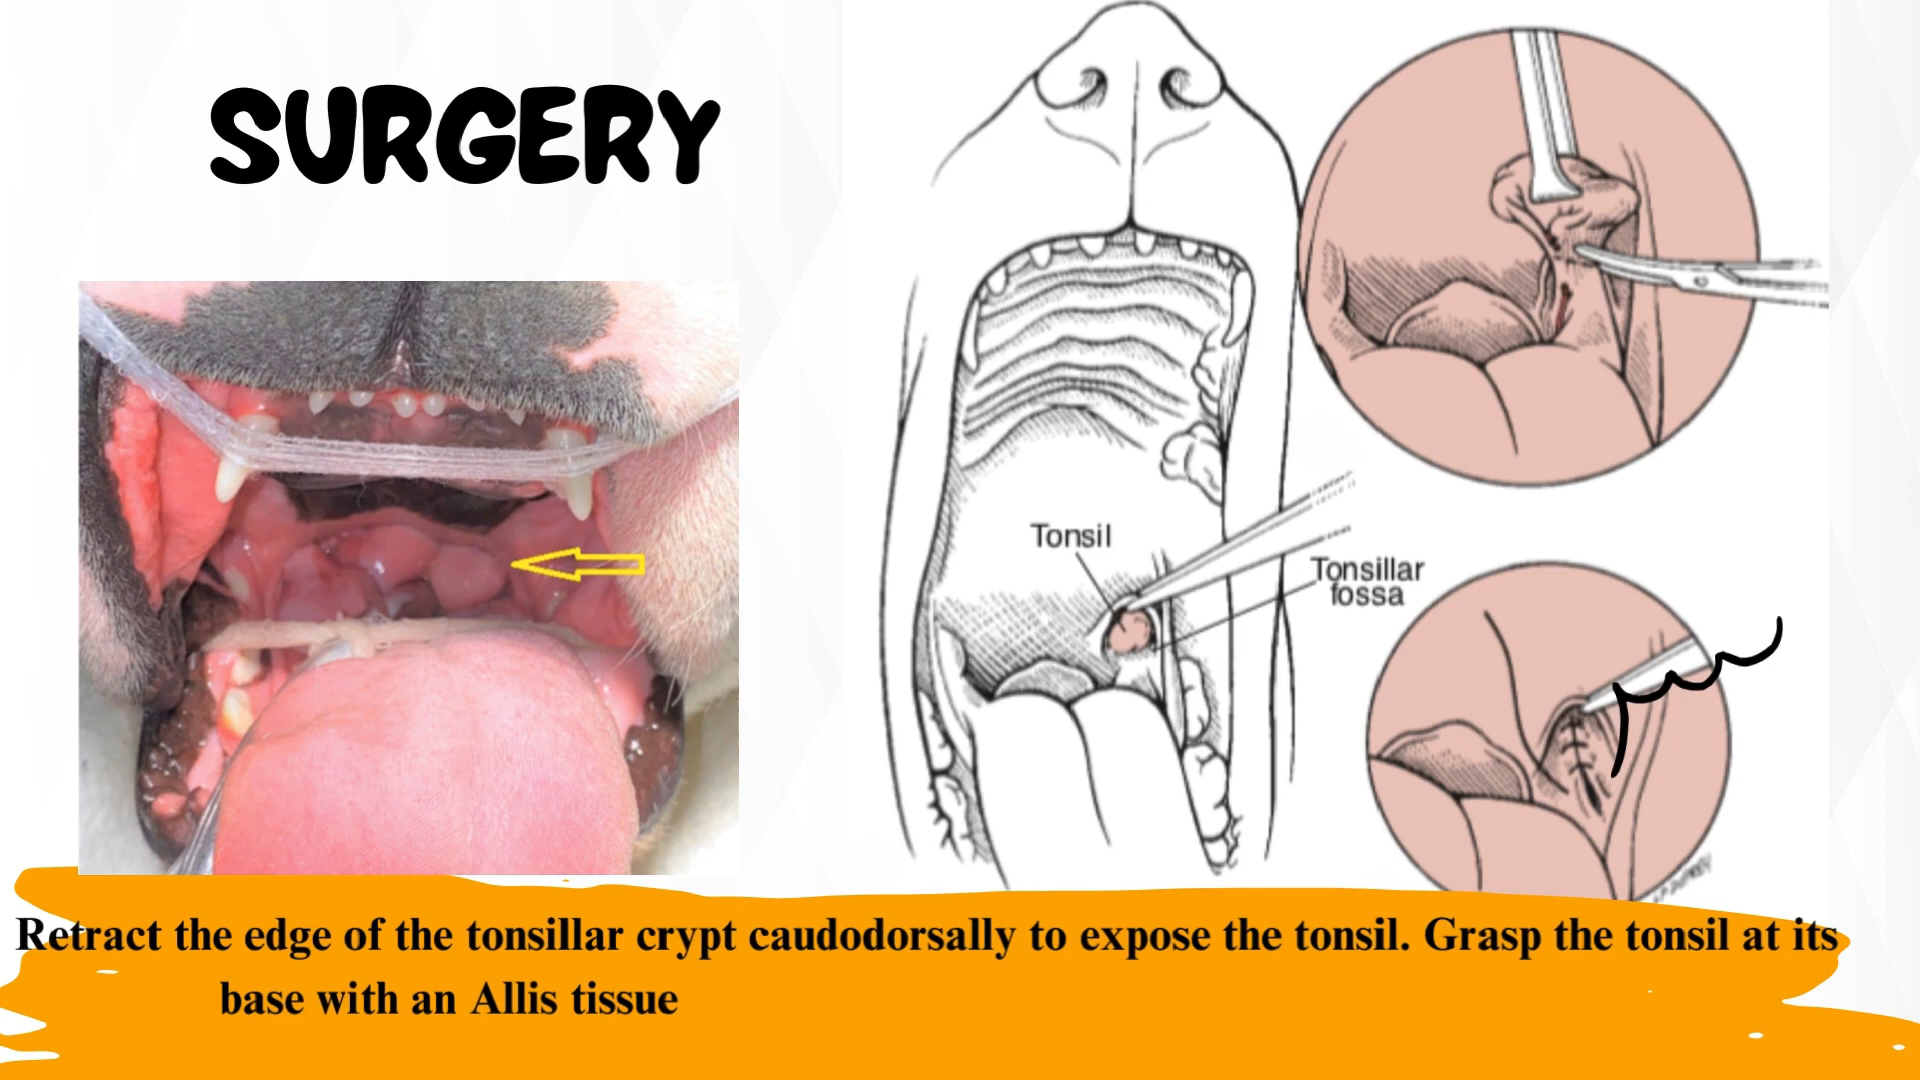 SURGERY
Tonsil
Tonsillar
fossa
Retract the edge of the tonsillar crypt caudodorsally to expose the tonsil. Grasp the tonsil at its
base with an Allis tissue